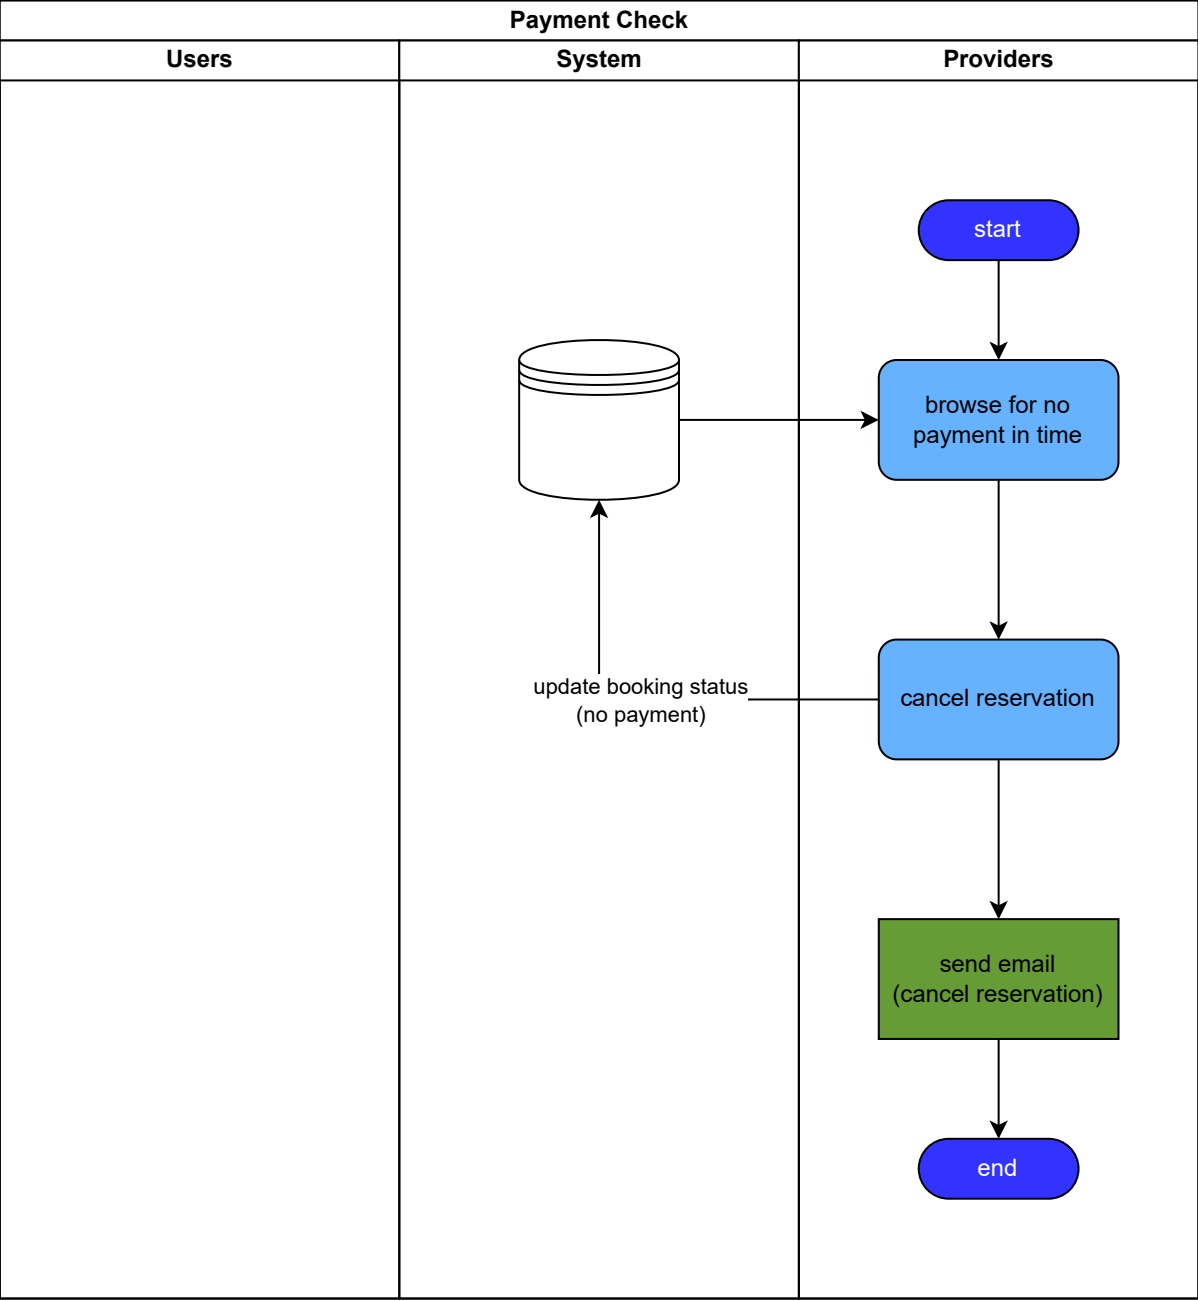 Payment Check
Users
System
Providers
start
browse for no
payment in time
update booking status
(no payment)
cancel reservation
send email
(cancel reservation)
end